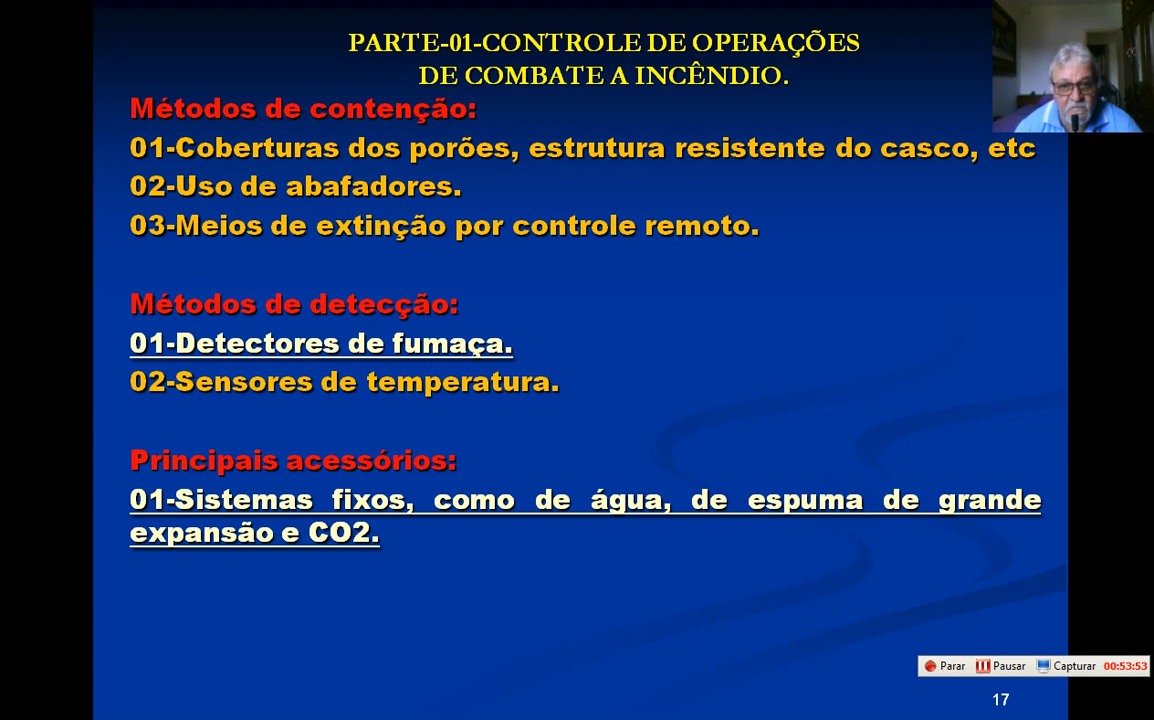 PARTE-01-CONTROLE DE OPERAÇÕES
DE COMBATE A INCÊNDIO.
Métodos de contenção:
01-Coberturas dos porões, estrutura resistente do casco, etc
02-Uso de abafadores.
03-Meios de extinção por controle remoto.
Métodos de detecção:
01-Detectores de fumaça.
02-Sensores de temperatura.
Principais acessórios:
01-Sistemas fixos, como de água, de espuma de grande
expansão e CO2.
Parar Pausar Capturar 00:53:53
17